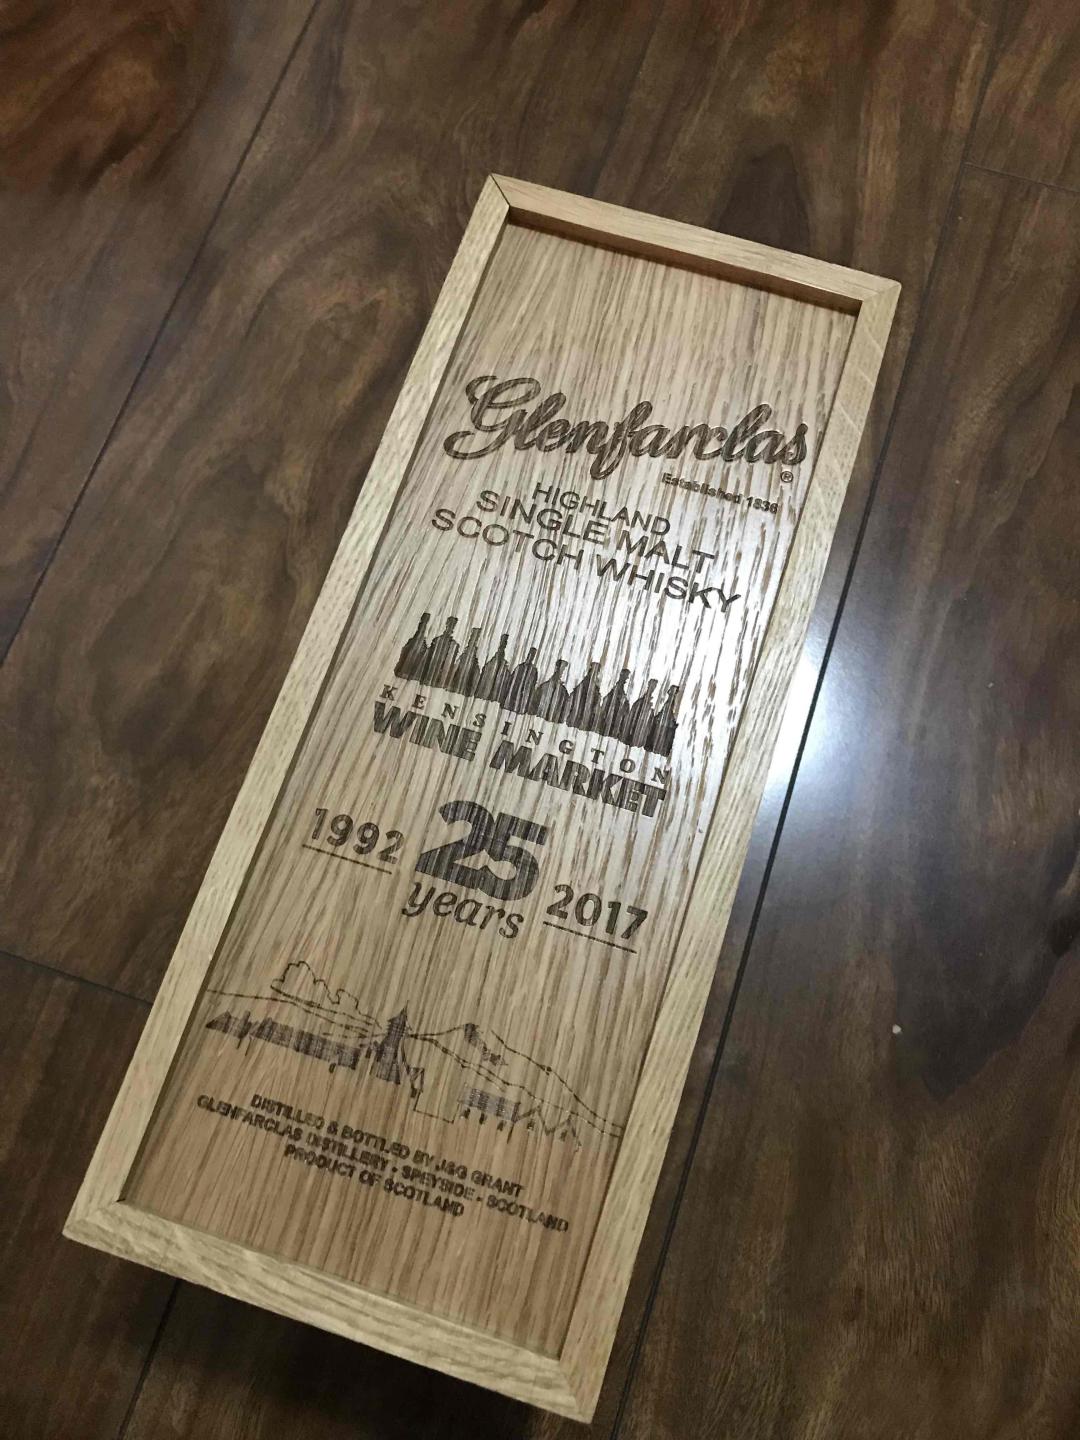 Glenfarclas®
Established 1836
HIGHLAND
SINGLE MALT
SCOTCH WHISKY
KENSINGTON
WINE MARKET
1992 25 2017
years
DISTILLED & BOTTLED BY J&G GRANT
GLENFARCLAS DISTILLERY - SPEYSIDE - SCOTLAND
PRODUCT OF SCOTLAND